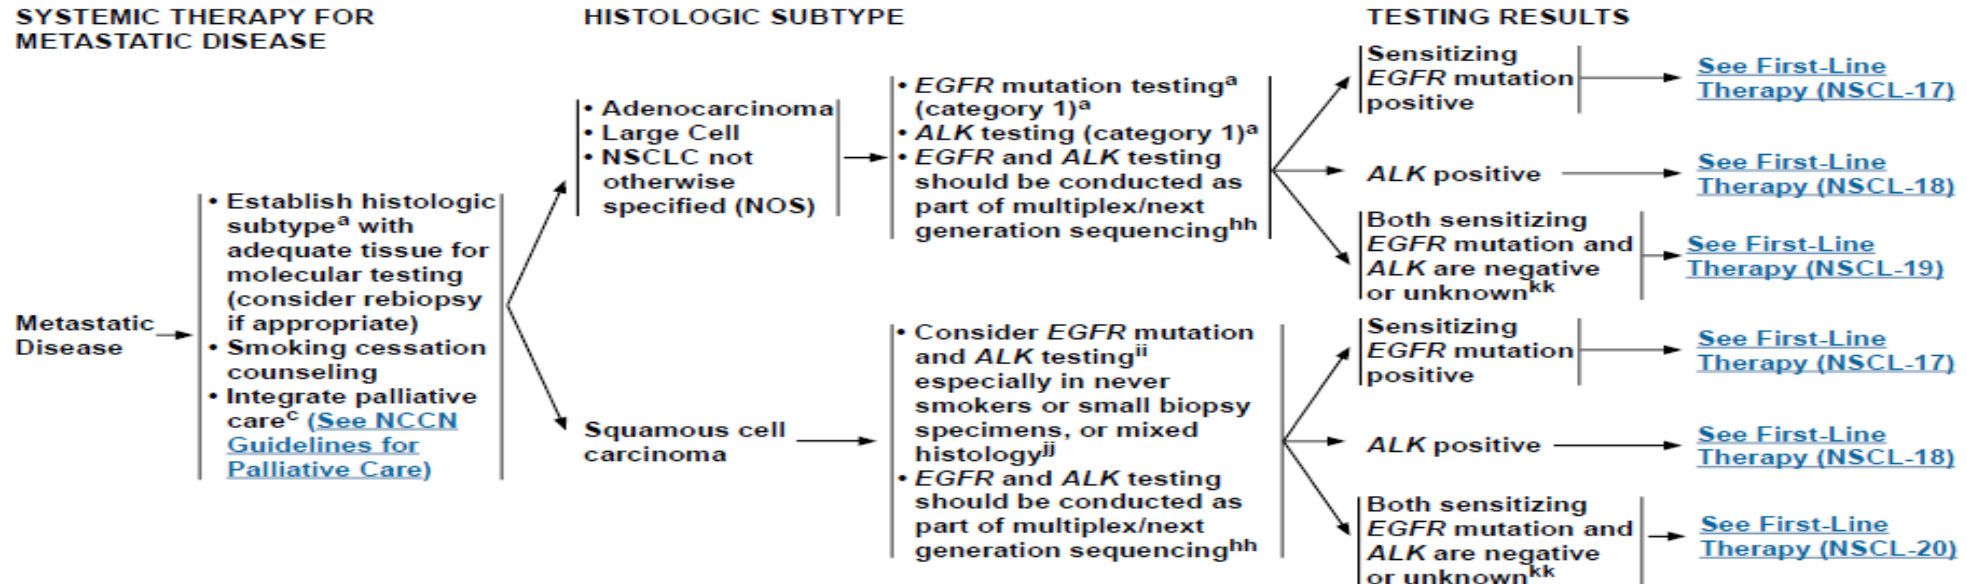 SYSTEMIC THERAPY FOR
METASTATIC DISEASE
HISTOLOGIC SUBTYPE
TESTING RESULTS
Metastatic
Disease
• Establish histologic
subtypeᵃ with
adequate tissue for
molecular testing
(consider rebiopsy
if appropriate)
• Smoking cessation
counseling
• Integrate palliative
careᶜ (See NCCN
Guidelines for
Palliative Care)
• Adenocarcinoma
• Large Cell
• NSCLC not
otherwise
specified (NOS)
• EGFR mutation testingᵃ
(category 1)ᵃ
• ALK testing (category 1)ᵃ
• EGFR and ALK testing
should be conducted as
part of multiplex/next
generation sequencingʰʰ
Sensitizing
EGFR mutation
positive
See First-Line
Therapy (NSCL-17)
ALK positive
See First-Line
Therapy (NSCL-18)
Both sensitizing
EGFR mutation and
ALK are negative
or unknownᵏᵏ
See First-Line
Therapy (NSCL-19)
Squamous cell
carcinoma
• Consider EGFR mutation
and ALK testingⁱⁱ
especially in never
smokers or small biopsy
specimens, or mixed
histologyʲʲ
• EGFR and ALK testing
should be conducted as
part of multiplex/next
generation sequencingʰʰ
Sensitizing
EGFR mutation
positive
See First-Line
Therapy (NSCL-17)
ALK positive
See First-Line
Therapy (NSCL-18)
Both sensitizing
EGFR mutation and
ALK are negative
or unknownᵏᵏ
See First-Line
Therapy (NSCL-20)